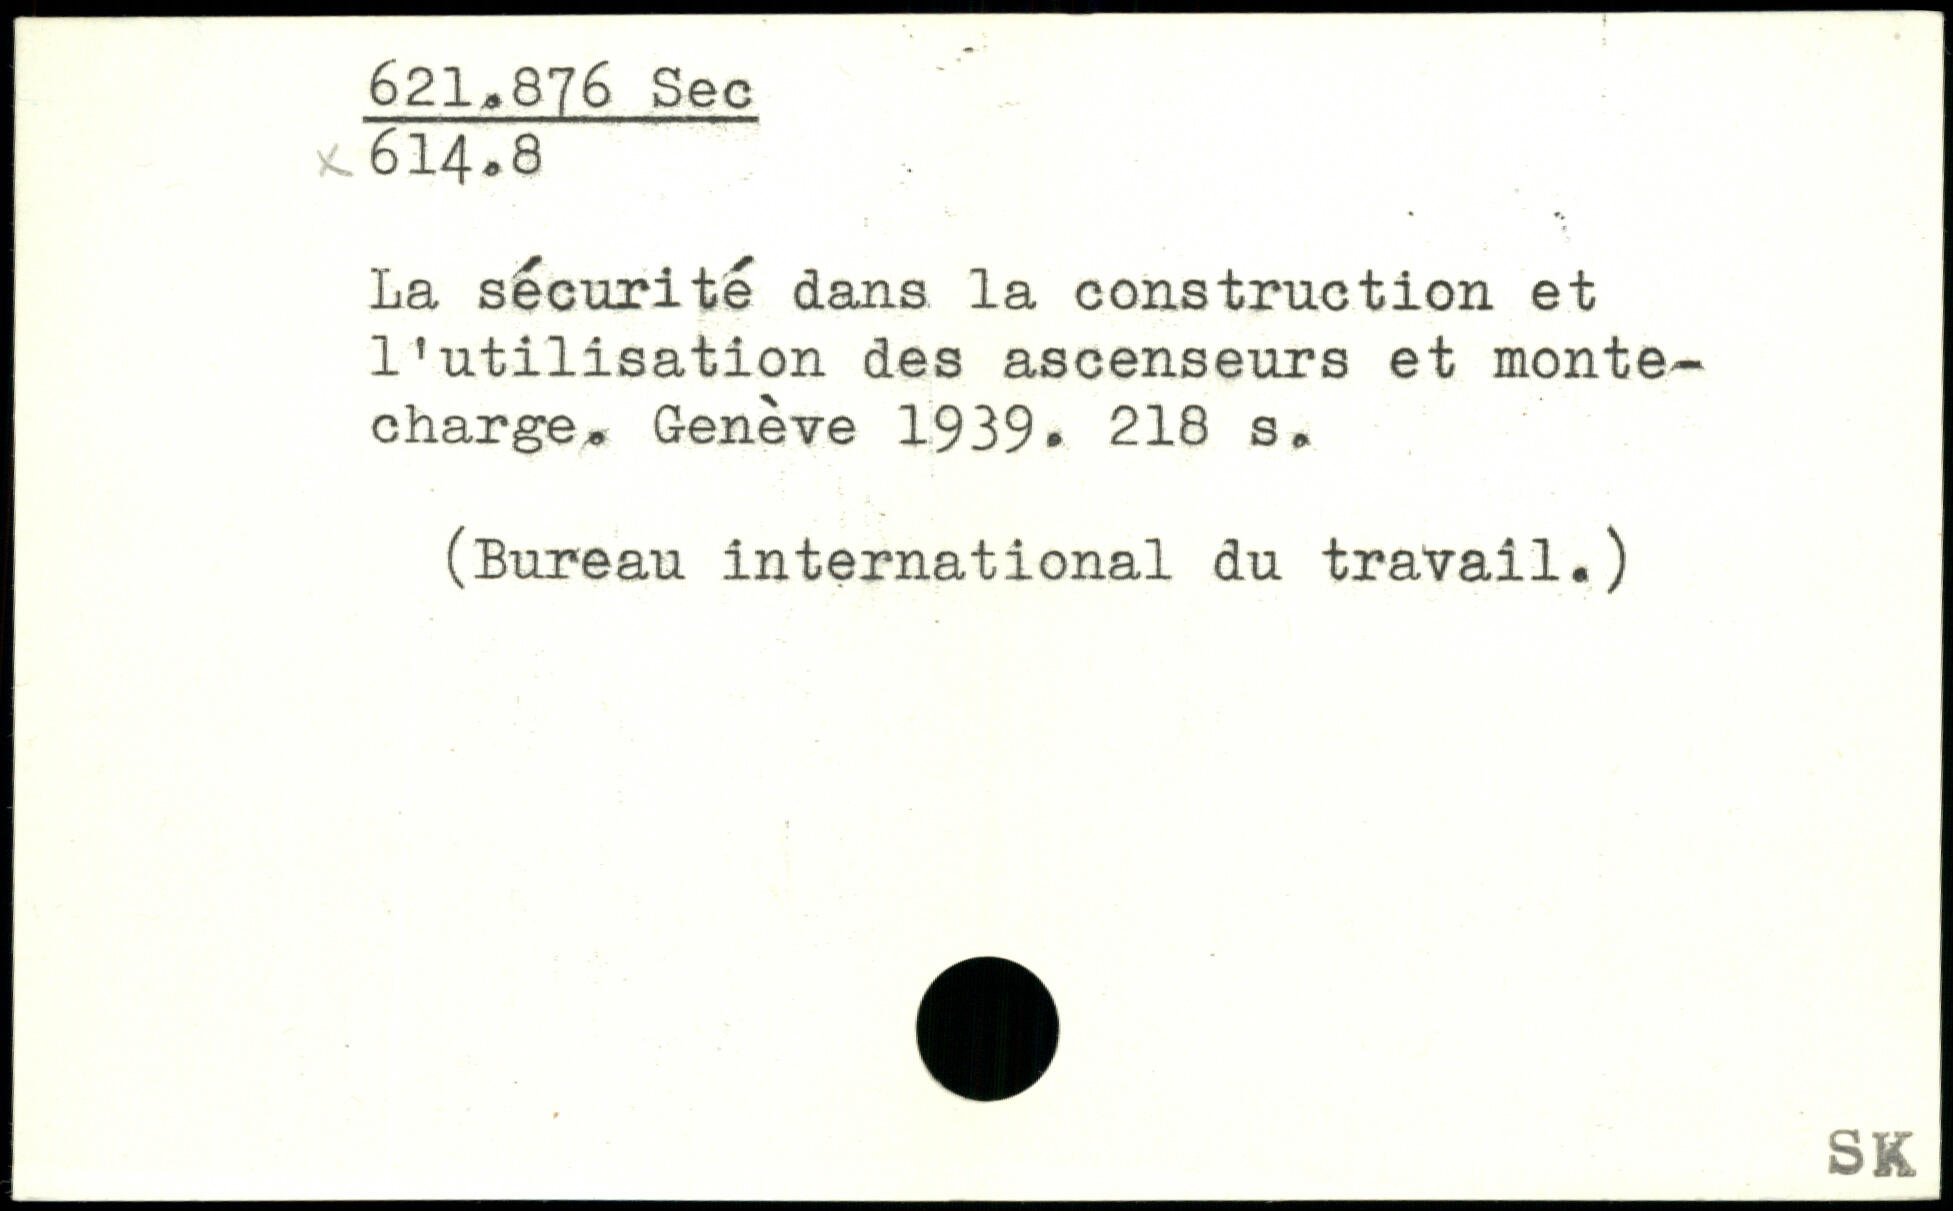 621.876 Sec
x 614.8
La sécurité dans la construction et
l'utilisation des ascenseurs et monte-
charge. Genève 1939. 218 s.
(Bureau international du travail.)
SK